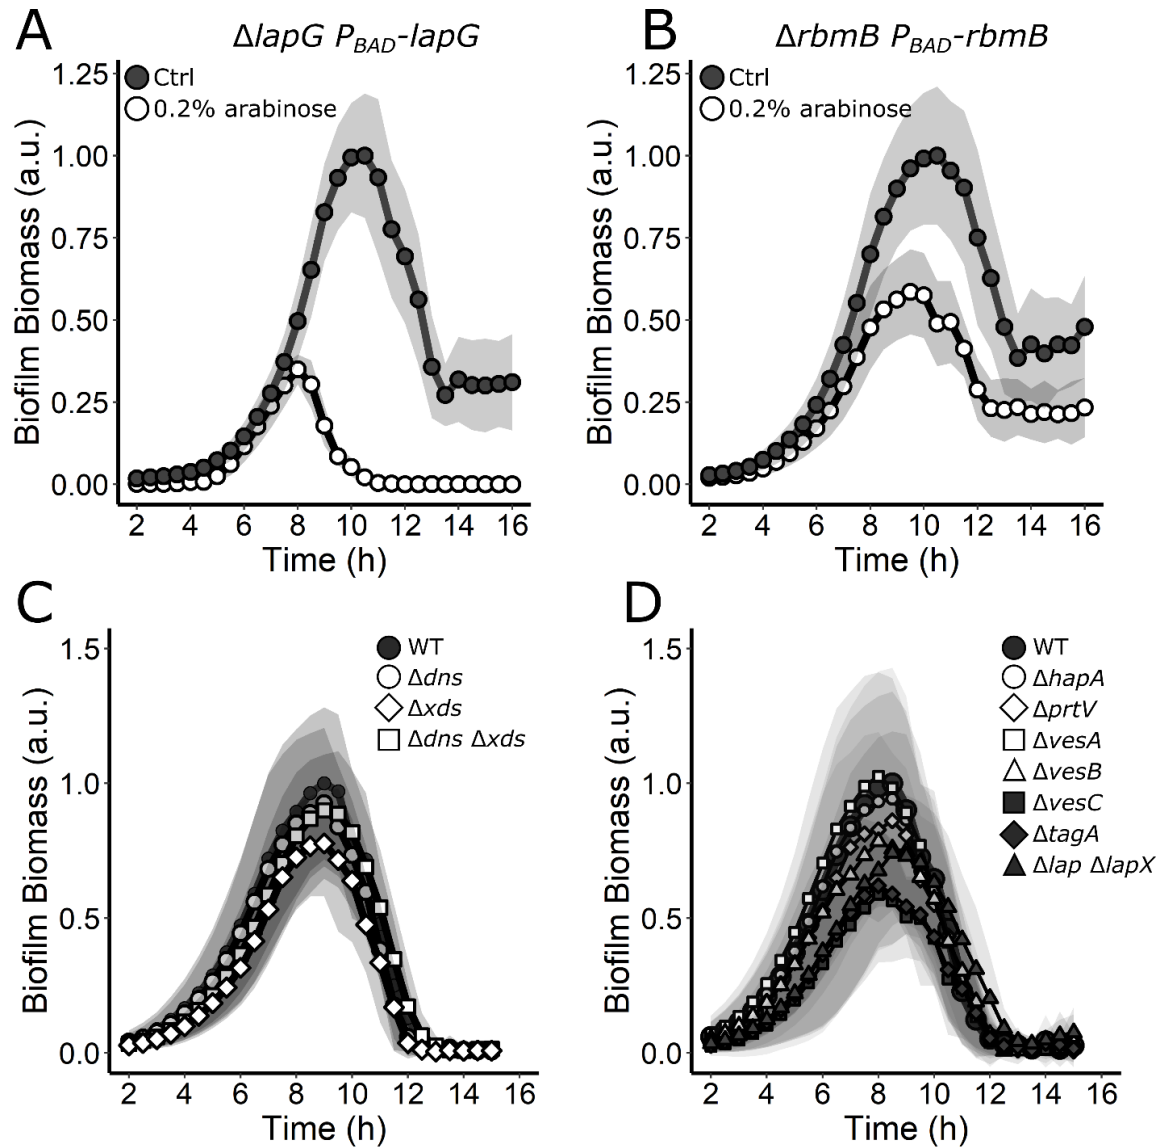 A
ΔlapG P_BAD-lapG
Ctrl
0.2% arabinose
Biofilm Biomass (a.u.)
1.25
1.00
0.75
0.50
0.25
0.00
2 4 6 8 10 12 14 16
Time (h)
B
ΔrbmB P_BAD-rbmB
Ctrl
0.2% arabinose
Biofilm Biomass (a.u.)
1.25
1.00
0.75
0.50
0.25
0.00
2 4 6 8 10 12 14 16
Time (h)
C
WT
Δdns
Δxds
Δdns Δxds
Biofilm Biomass (a.u.)
1.5
1.0
0.5
0.0
2 4 6 8 10 12 14 16
Time (h)
D
WT
ΔhapA
ΔprtV
ΔvesA
ΔvesB
ΔvesC
ΔtagA
Δlap ΔlapX
Biofilm Biomass (a.u.)
1.5
1.0
0.5
0.0
2 4 6 8 10 12 14 16
Time (h)